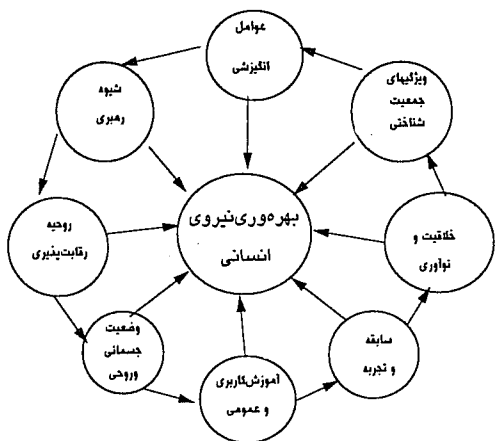 عوامل
انگیزشی
ویژگیهای
جمعیت
شناختی
شیوه
رهبری
بهره‌وری نیروی
انسانی
خلاقیت و
نوآوری
روحیه
رقابت‌پذیری
وضعیت
جسمانی
وروحی
سابقه
و تجربه
آموزش‌کاربری
و عمومی